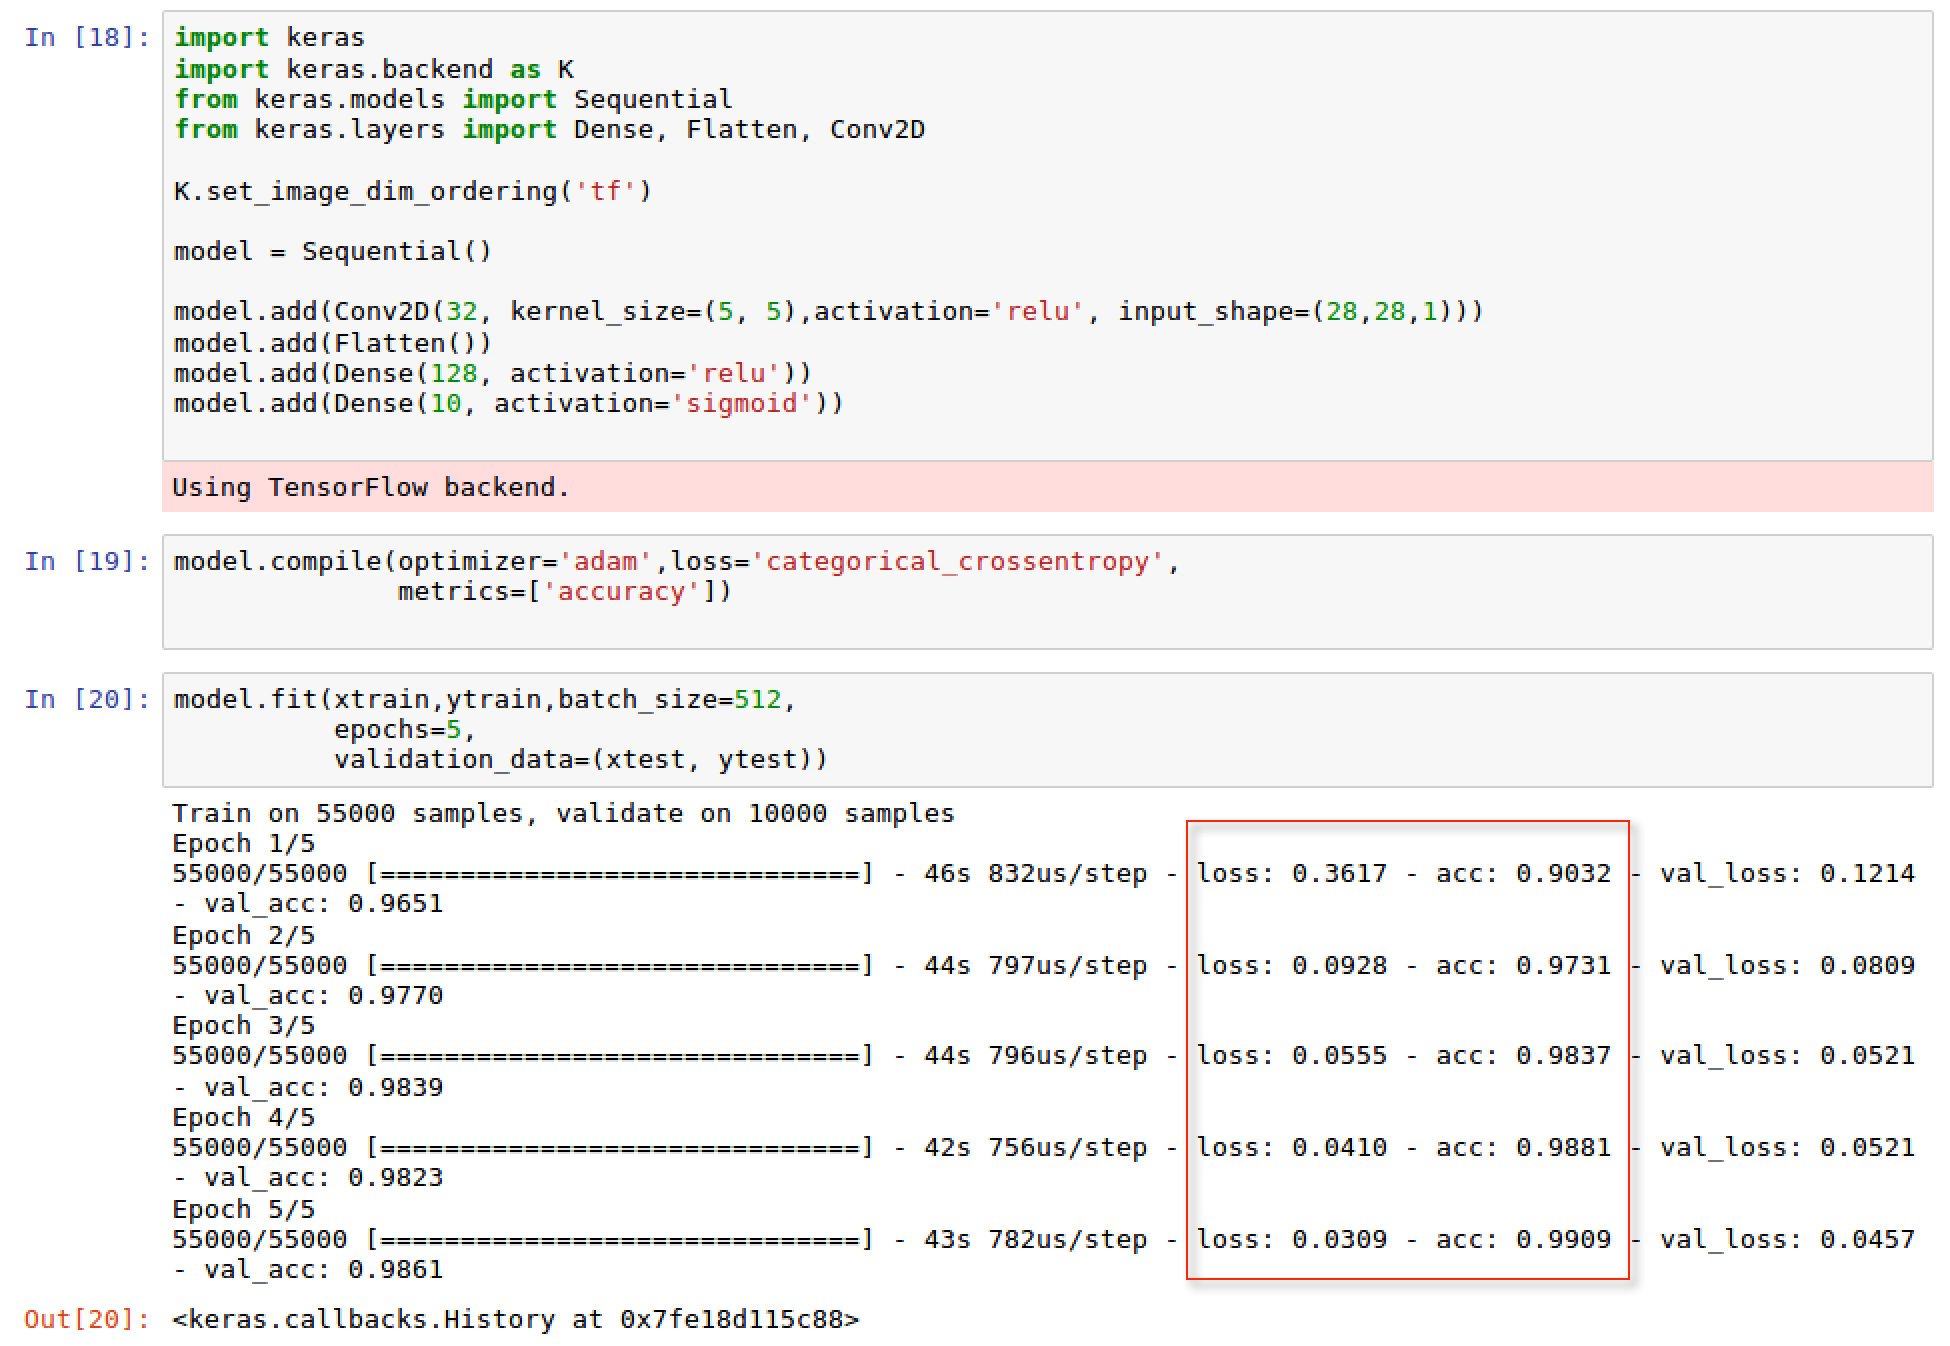 In [18]: import keras
import keras.backend as K
from keras.models import Sequential
from keras.layers import Dense, Flatten, Conv2D
K.set_image_dim_ordering('tf')
model = Sequential()
model.add(Conv2D(32, kernel_size=(5, 5),activation='relu', input_shape=(28,28,1)))
model.add(Flatten())
model.add(Dense(128, activation='relu'))
model.add(Dense(10, activation='sigmoid'))
Using TensorFlow backend.
In [19]: model.compile(optimizer='adam',loss='categorical_crossentropy',
metrics=['accuracy'])
In [20]: model.fit(xtrain,ytrain,batch_size=512,
epochs=5,
validation_data=(xtest, ytest))
Train on 55000 samples, validate on 10000 samples
Epoch 1/5
55000/55000 [==============================] - 46s 832us/step - loss: 0.3617 - acc: 0.9032 - val_loss: 0.1214
- val_acc: 0.9651
Epoch 2/5
55000/55000 [==============================] - 44s 797us/step - loss: 0.0928 - acc: 0.9731 - val_loss: 0.0809
- val_acc: 0.9770
Epoch 3/5
55000/55000 [==============================] - 44s 796us/step - loss: 0.0555 - acc: 0.9837 - val_loss: 0.0521
- val_acc: 0.9839
Epoch 4/5
55000/55000 [==============================] - 42s 756us/step - loss: 0.0410 - acc: 0.9881 - val_loss: 0.0521
- val_acc: 0.9823
Epoch 5/5
55000/55000 [==============================] - 43s 782us/step - loss: 0.0309 - acc: 0.9909 - val_loss: 0.0457
- val_acc: 0.9861
Out[20]: <keras.callbacks.History at 0x7fe18d115c88>